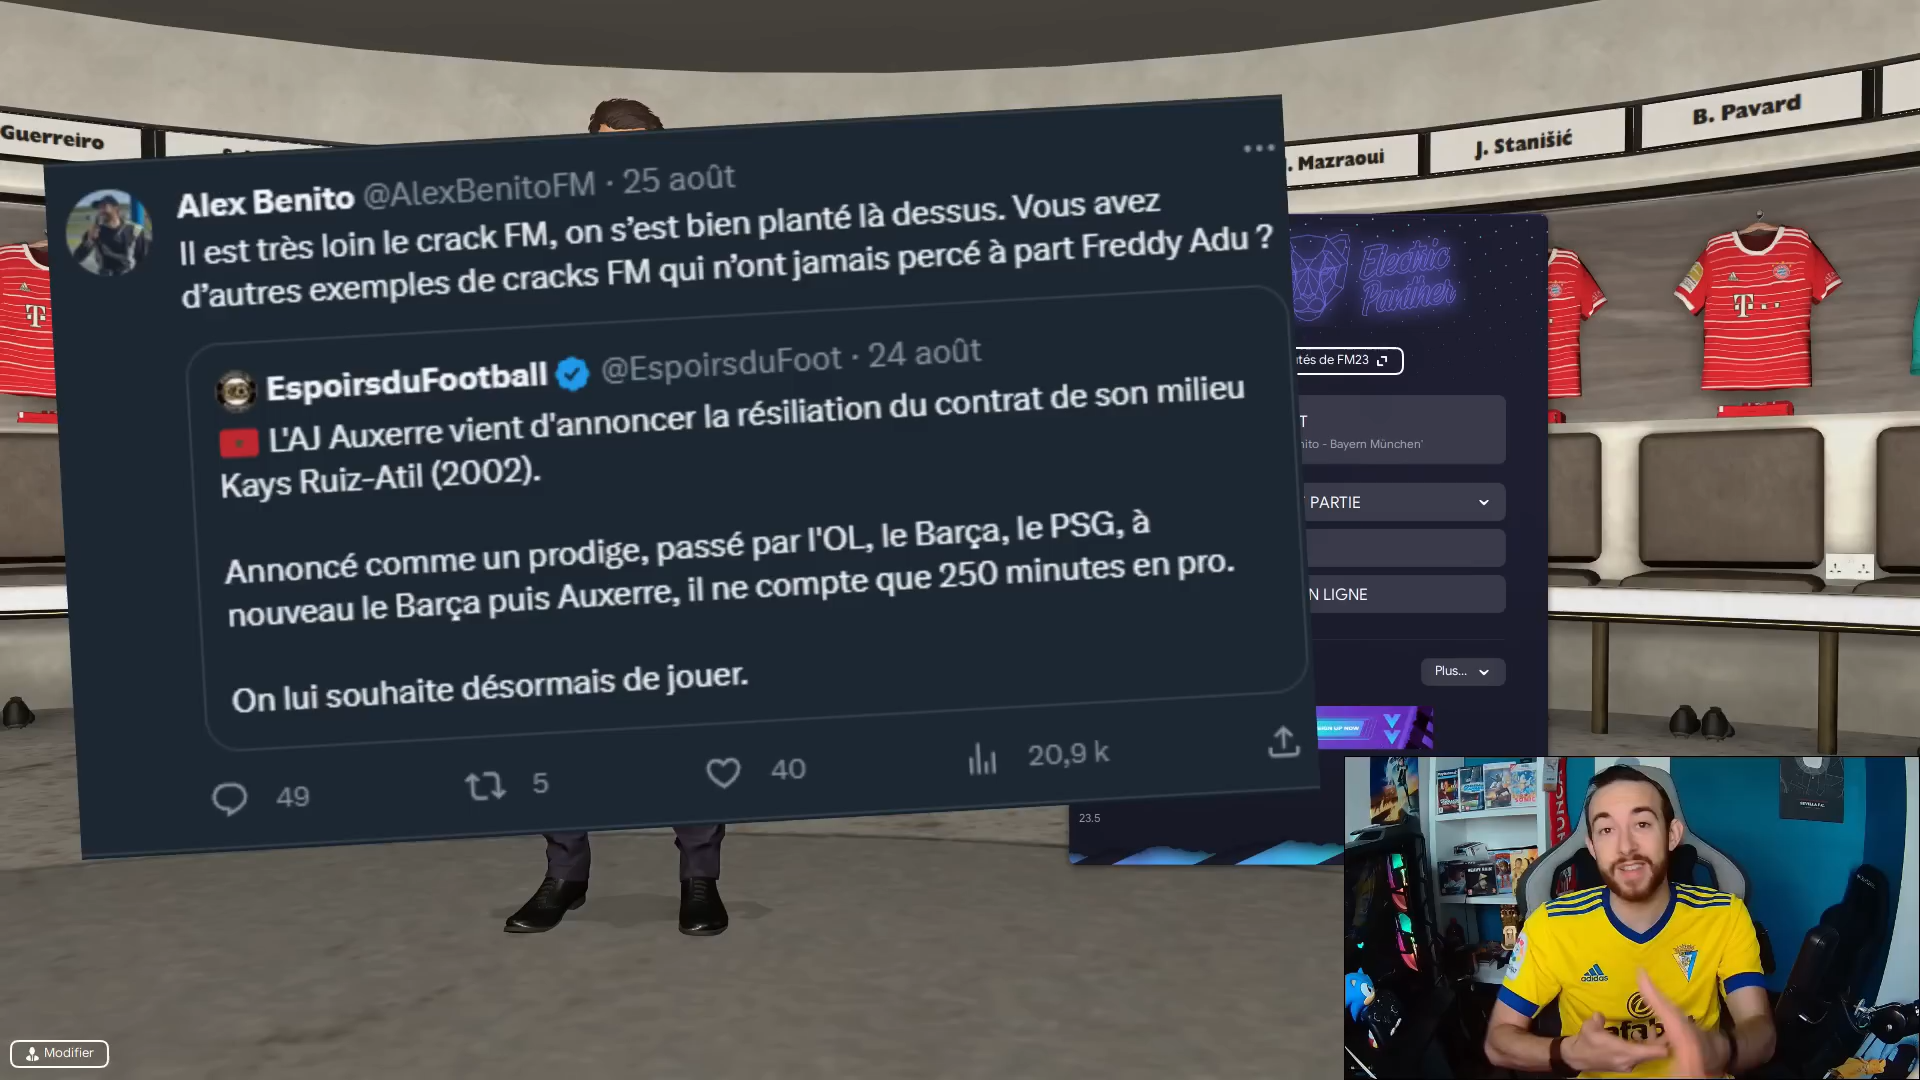 Guerreiro
Mazraoui
J. Stanišić
B. Pavard
Alex Benito @AlexBenitoFM · 25 août
Il est très loin le crack FM, on s’est bien planté là dessus. Vous avez
d’autres exemples de cracks FM qui n’ont jamais percé à part Freddy Adu ?
EspoirsduFootball @EspoirsduFoot · 24 août
L'AJ Auxerre vient d'annoncer la résiliation du contrat de son milieu
Kays Ruiz-Atil (2002).
Annoncé comme un prodige, passé par l'OL, le Barça, le PSG, à
nouveau le Barça puis Auxerre, il ne compte que 250 minutes en pro.
On lui souhaite désormais de jouer.
49 5 40 20,9 k
Electric
Panther
tés de FM23
ito - Bayern München'
PARTIE
N LIGNE
Plus...
SIGN UP NOW
23.5
Modifier
SEVILLA F.C.
adidas